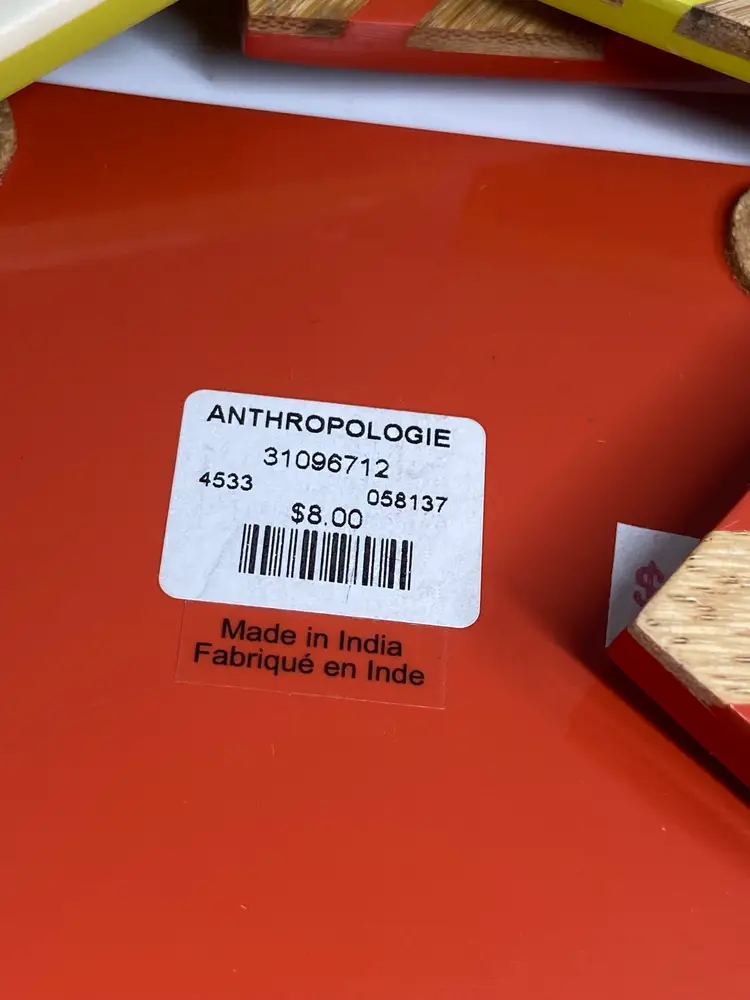 ANTHROPOLOGIE
31096712
4533 058137
$8.00
Made in India
Fabriqué en Inde
$